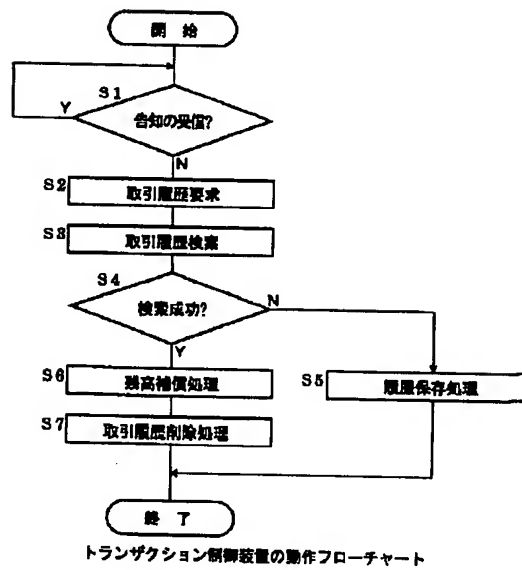 開 始
S1
Y
告知の受信?
N
S2
取引履歴要求
S3
取引履歴検索
S4
検索成功?
N
Y
S6
残高補償処理
S5
履歴保存処理
S7
取引履歴削除処理
終 了
トランザクション制御装置の動作フローチャート